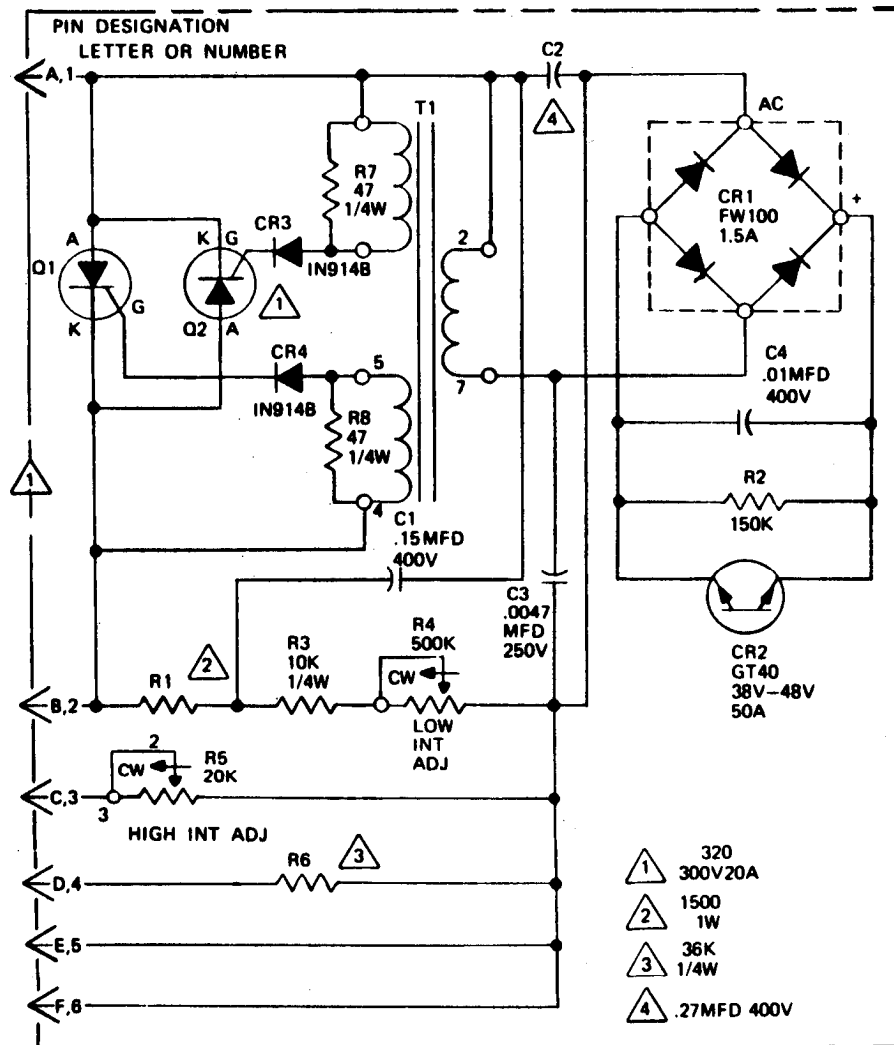 PIN DESIGNATION
LETTER OR NUMBER
A,1
C2
4
T1
AC
R7
47
1/4W
CR1
FW100
1.5A
+
CR3
IN914B
K G
Q2 A
1
A
Q1
G
K
2
7
CR4
IN914B
5
R8
47
1/4W
4
C4
.01MFD
400V
1
R2
150K
C1
.15MFD
400V
C3
.0047
MFD
250V
CR2
GT40
38V-48V
50A
B,2
R1
2
R3
10K
1/4W
R4
500K
CW
LOW
INT
ADJ
C,3
2
CW
3
R5
20K
HIGH INT ADJ
D,4
R6
3
E,5
F,6
1 320
300V20A
2 1500
1W
3 36K
1/4W
4 .27MFD 400V